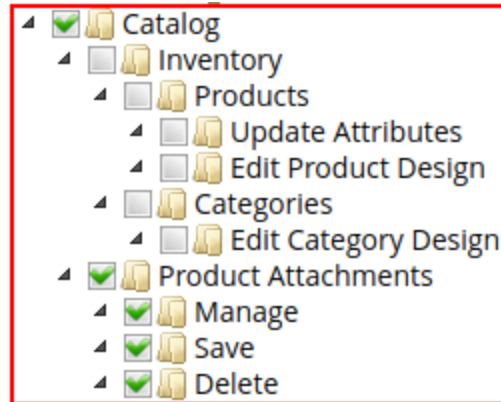 Catalog
Inventory
Products
Update Attributes
Edit Product Design
Categories
Edit Category Design
Product Attachments
Manage
Save
Delete